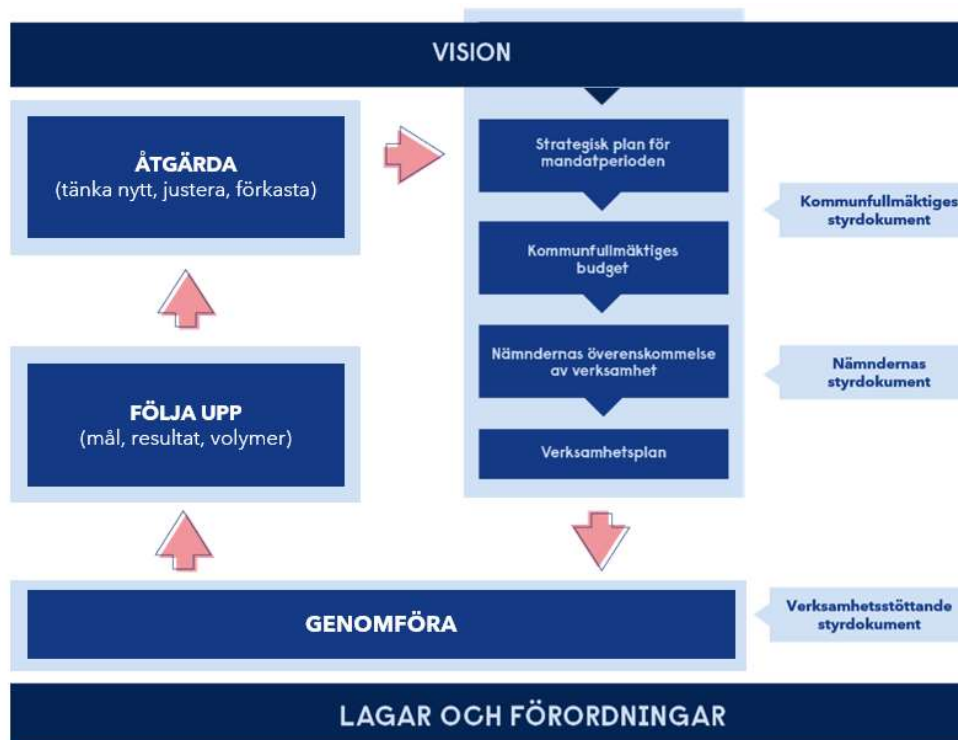 VISION
ÅTGÄRDA
(tänka nytt, justera, förkasta)
Strategisk plan för
mandatperioden
Kommunfullmäktiges
styrdokument
Kommunfullmäktiges
budget
Nämndernas överenskommelse
av verksamhet
Nämndernas
styrdokument
FÖLJA UPP
(mål, resultat, volymer)
Verksamhetsplan
GENOMFÖRA
Verksamhetsstöttande
styrdokument
LAGAR OCH FÖRORDNINGAR